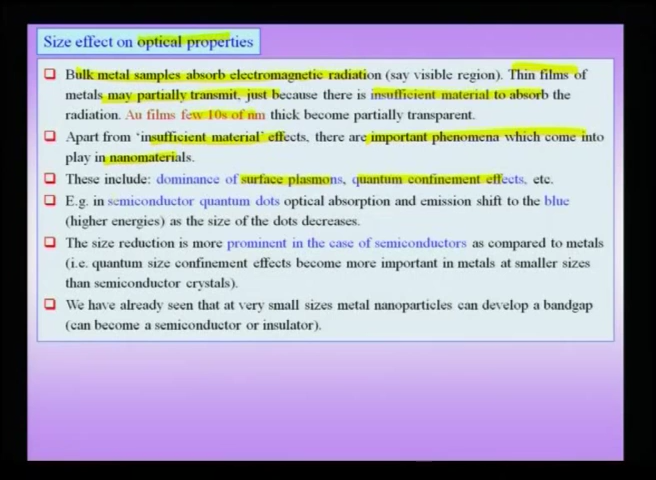 Size effect on optical properties
Bulk metal samples absorb electromagnetic radiation (say visible region). Thin films of
metals may partially transmit, just because there is insufficient material to absorb the
radiation. Au films few 10s of nm thick become partially transparent.
Apart from 'insufficient material' effects, there are important phenomena which come into
play in nanomaterials.
These include: dominance of surface plasmons, quantum confinement effects, etc.
E.g. in semiconductor quantum dots optical absorption and emission shift to the blue
(higher energies) as the size of the dots decreases.
The size reduction is more prominent in the case of semiconductors as compared to metals
(i.e. quantum size confinement effects become more important in metals at smaller sizes
than semiconductor crystals).
We have already seen that at very small sizes metal nanoparticles can develop a bandgap
(can become a semiconductor or insulator).